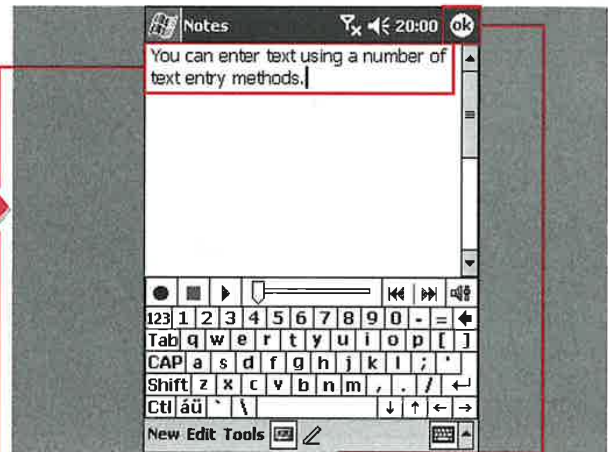 Notes 20:00 ok
You can enter text using a number of
text entry methods.
123 1 2 3 4 5 6 7 8 9 0 - =
Tab q w e r t y u i o p [ ]
CAP a s d f g h j k l ; '
Shift z x c v b n m , . /
Ctl áü ` \
New Edit Tools